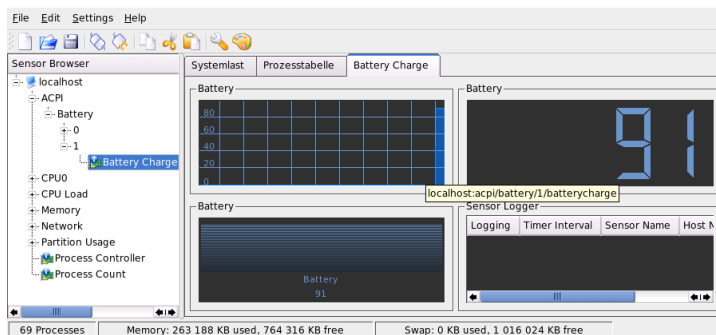 File Edit Settings Help
Sensor Browser
localhost
ACPI
Battery
0
1
Battery Charge
CPU0
CPU Load
Memory
Network
Partition Usage
Process Controller
Process Count
Systemlast Prozesstabelle Battery Charge
Battery
80
60
40
20
0
Battery
91
localhost:acpi/battery/1/batterycharge
Battery
Battery
91
Sensor Logger
Logging Timer Interval Sensor Name Host N
69 Processes Memory: 263 188 KB used, 764 316 KB free Swap: 0 KB used, 1 016 024 KB free